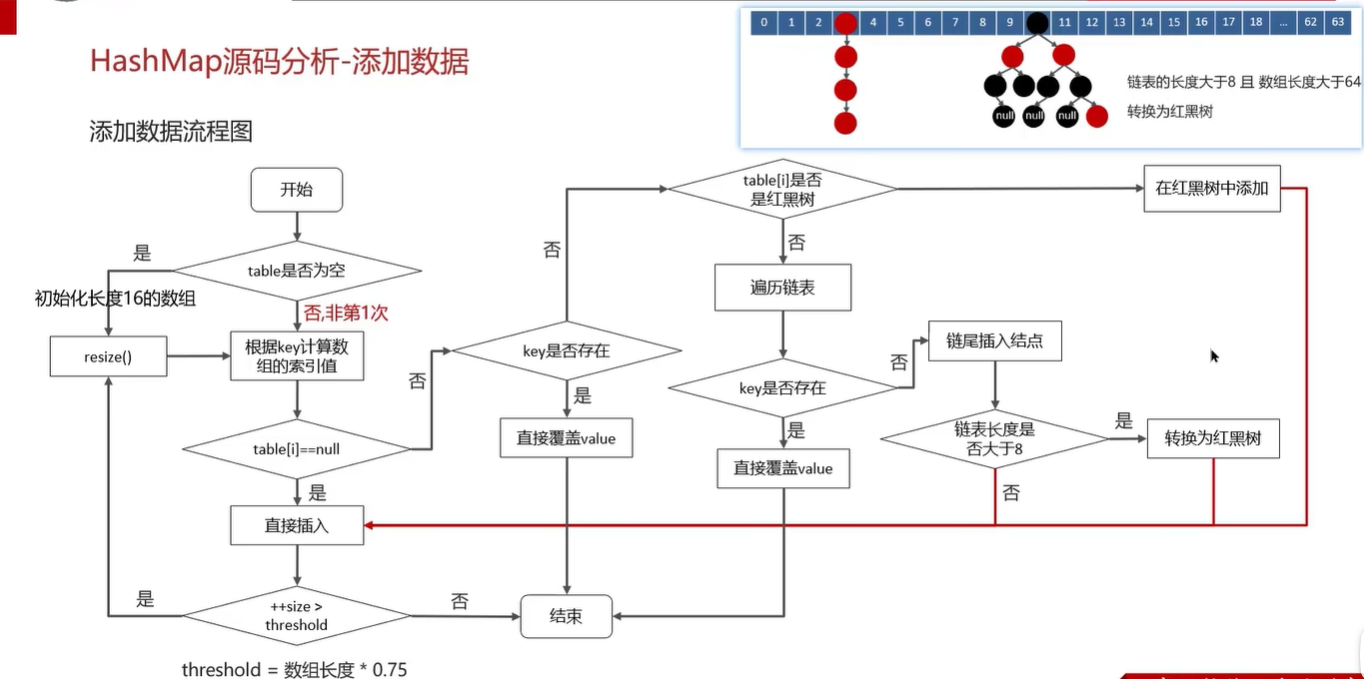 HashMap源码分析-添加数据
添加数据流程图
0 1 2 4 5 6 7 8 9 11 12 13 14 15 16 17 18 ... 62 63
链表的长度大于8 且 数组长度大于64
转换为红黑树
null null null
开始
是
table是否为空
初始化长度16的数组
否,非第1次
resize()
根据key计算数
组的索引值
否
table[i]==null
是
直接插入
是
++size >
threshold
否
threshold = 数组长度 * 0.75
否
key是否存在
是
直接覆盖value
结束
table[i]是否
是红黑树
否
遍历链表
key是否存在
否
是
直接覆盖value
链尾插入结点
链表长度是
否大于8
是
否
转换为红黑树
在红黑树中添加